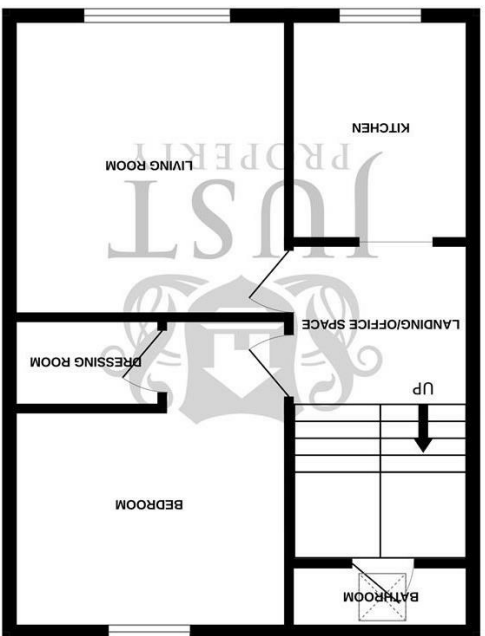 BATHROOM
BEDROOM
UP
DRESSING ROOM
LANDING/OFFICE SPACE
JUST
PROPERTY
LIVING ROOM
KITCHEN